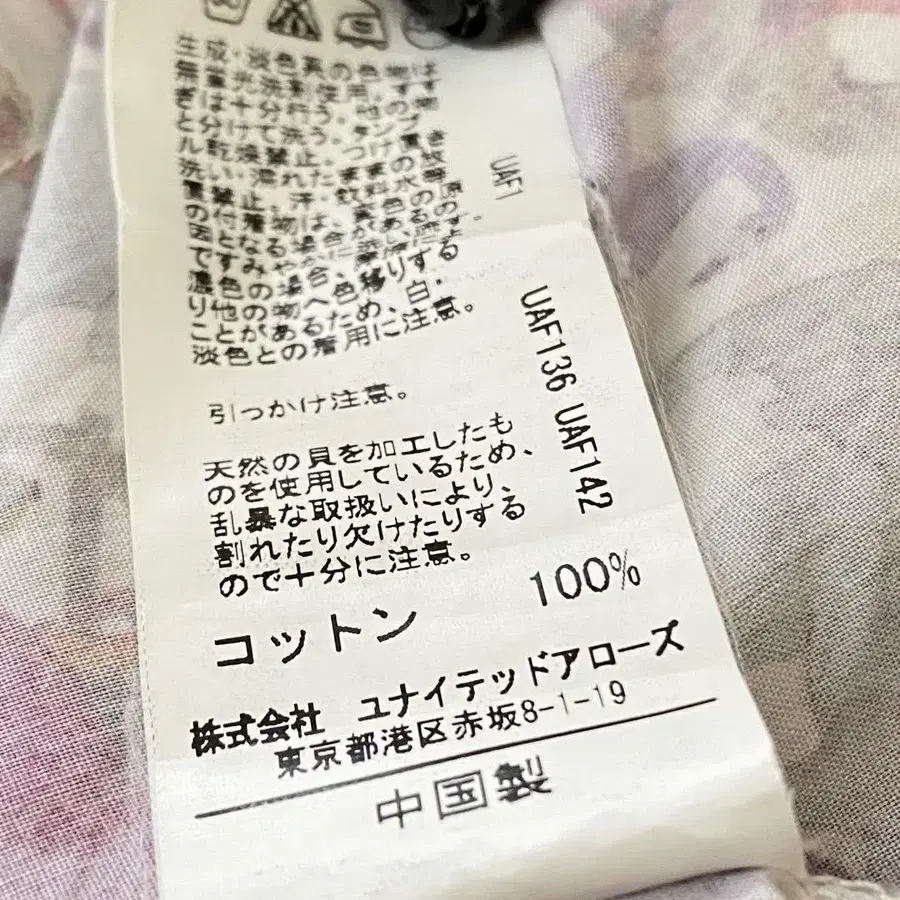 生成・淡色系の色物は
無蛍光洗剤使用。すす
ぎは十分行う。他の物
と分けて洗う。タンブ
ル乾燥禁止。つけ置き
洗い・濡れたままの放
置禁止。汗・飲料水等
の付着物は、変色の原
因となる場合があるの
ですみやかに洗い流す。
濃色の場合、摩擦によ
り他の物へ色移りする
ことがあるため、白・
淡色との着用に注意。
引っかけ注意。
天然の貝を加工したも
のを使用しているため、
乱暴な取扱いにより、
割れたり欠けたりする
ので十分に注意。
コットン 100%
株式会社 ユナイテッドアローズ
東京都港区赤坂8-1-19
中国製
UAF1
UAF136 UAF142